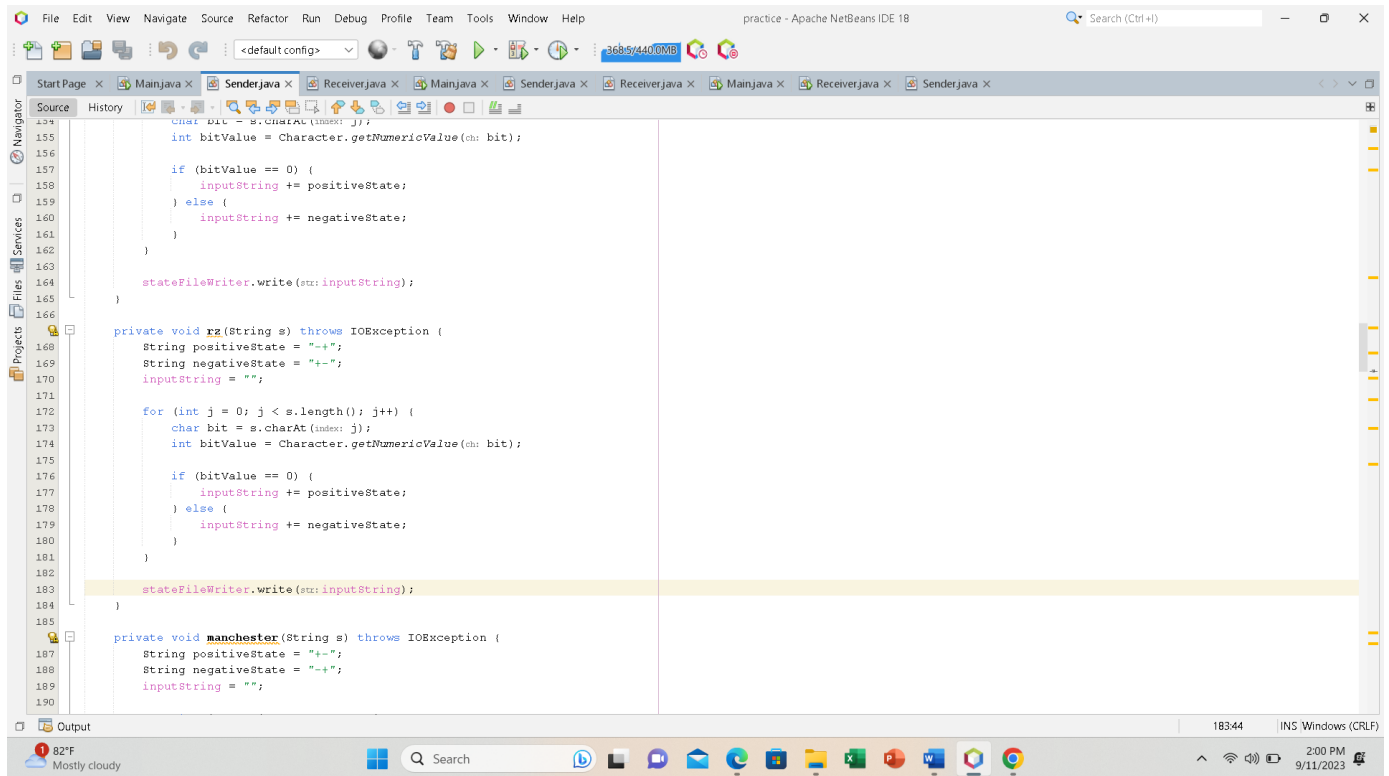 File Edit View Navigate Source Refactor Run Debug Profile Team Tools Window Help practice - Apache NetBeans IDE 18 Search (Ctrl+I)
<default config> 368.5/440.0MB
Start Page Main.java Sender.java Receiver.java Main.java Sender.java Receiver.java Main.java Receiver.java Sender.java
Source History
Navigator
Services
Files
Projects
154 char bit = s.charAt(index: j);
155 int bitValue = Character.getNumericValue(ch: bit);
156
157 if (bitValue == 0) {
158 inputString += positiveState;
159 } else {
160 inputString += negativeState;
161 }
162 }
163
164 stateFileWriter.write(str: inputString);
165 }
166
private void rz(String s) throws IOException {
168 String positiveState = "-+";
169 String negativeState = "+-";
170 inputString = "";
171
172 for (int j = 0; j < s.length(); j++) {
173 char bit = s.charAt(index: j);
174 int bitValue = Character.getNumericValue(ch: bit);
175
176 if (bitValue == 0) {
177 inputString += positiveState;
178 } else {
179 inputString += negativeState;
180 }
181 }
182
183 stateFileWriter.write(str: inputString);
184 }
185
private void manchester(String s) throws IOException {
187 String positiveState = "+-";
188 String negativeState = "-+";
189 inputString = "";
190
Output 183:44 INS Windows (CRLF)
1 82°F
Mostly cloudy
Search
2:00 PM
9/11/2023